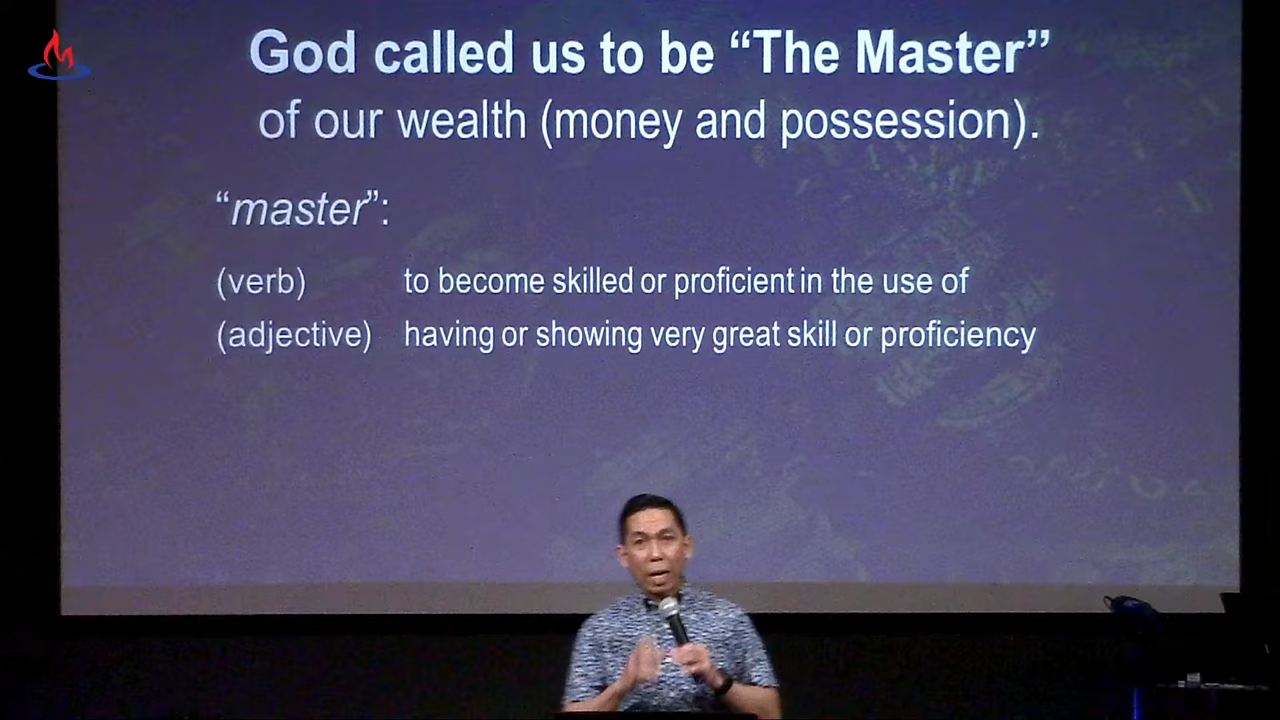 God called us to be “The Master”
of our wealth (money and possession).
“master”:
(verb) to become skilled or proficient in the use of
(adjective) having or showing very great skill or proficiency